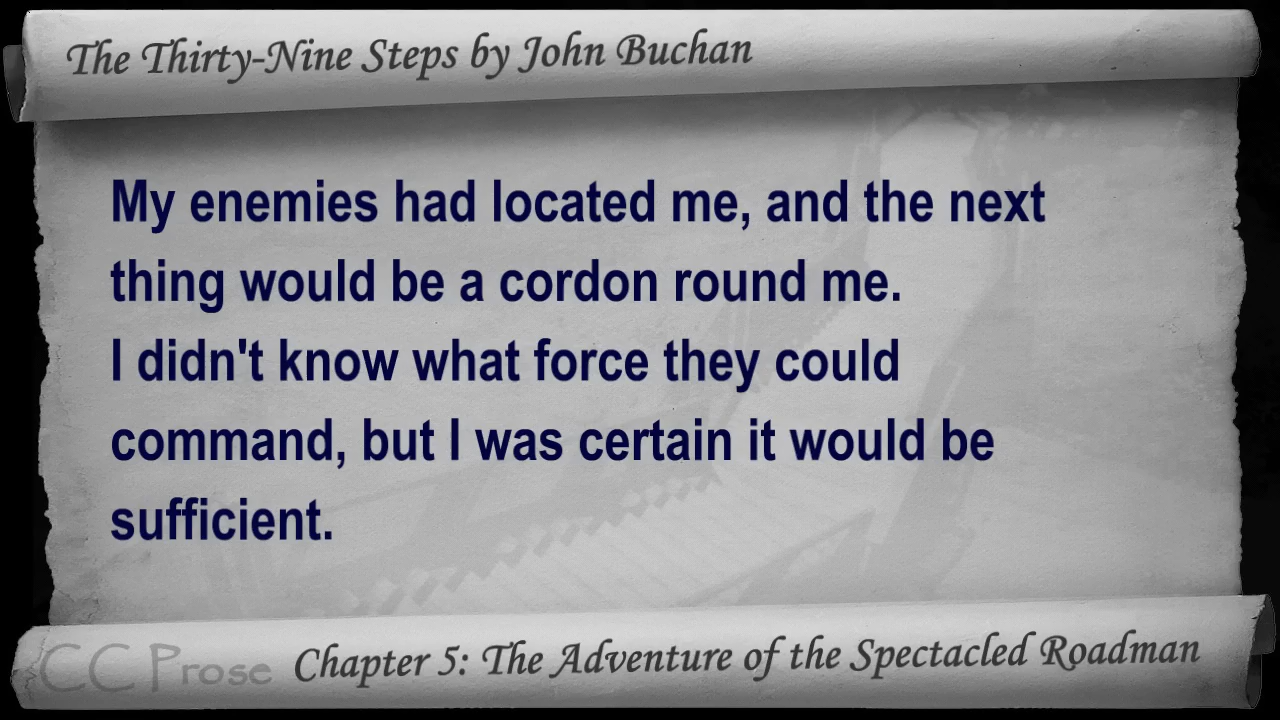 The Thirty-Nine Steps by John Buchan
My enemies had located me, and the next
thing would be a cordon round me.
I didn't know what force they could
command, but I was certain it would be
sufficient.
CC Prose Chapter 5: The Adventure of the Spectacled Roadman